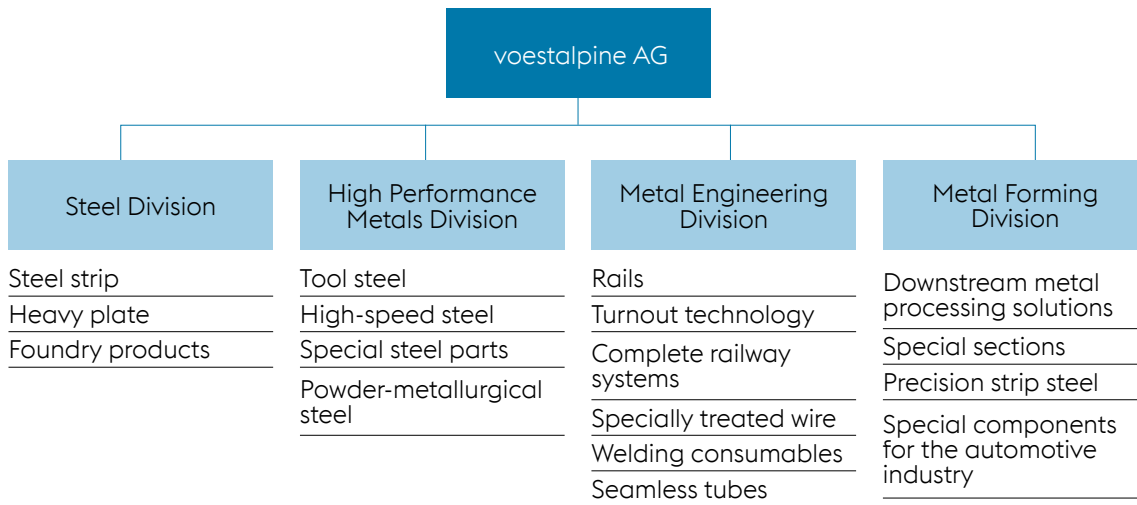 voestalpine AG
Steel Division
Steel strip
Heavy plate
Foundry products
High Performance
Metals Division
Tool steel
High-speed steel
Special steel parts
Powder-metallurgical
steel
Metal Engineering
Division
Rails
Turnout technology
Complete railway
systems
Specially treated wire
Welding consumables
Seamless tubes
Metal Forming
Division
Downstream metal
processing solutions
Special sections
Precision strip steel
Special components
for the automotive
industry